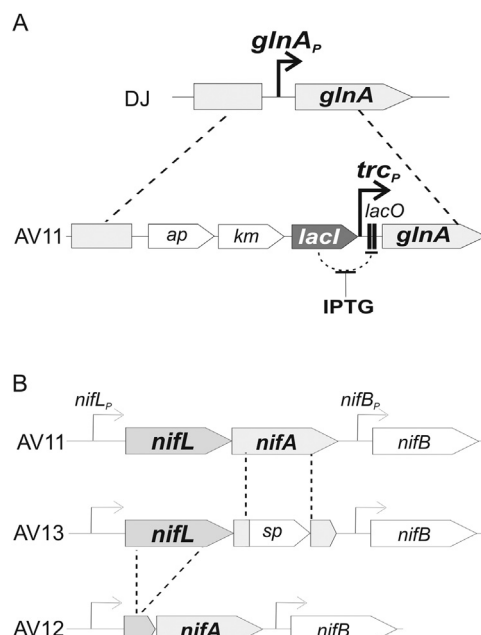 A
glnAP
DJ
glnA
trcP
lacO
AV11
ap
km
lacI
glnA
IPTG
B
nifLP
nifBP
AV11
nifL
nifA
nifB
AV13
nifL
sp
nifB
AV12
nifA
nifB